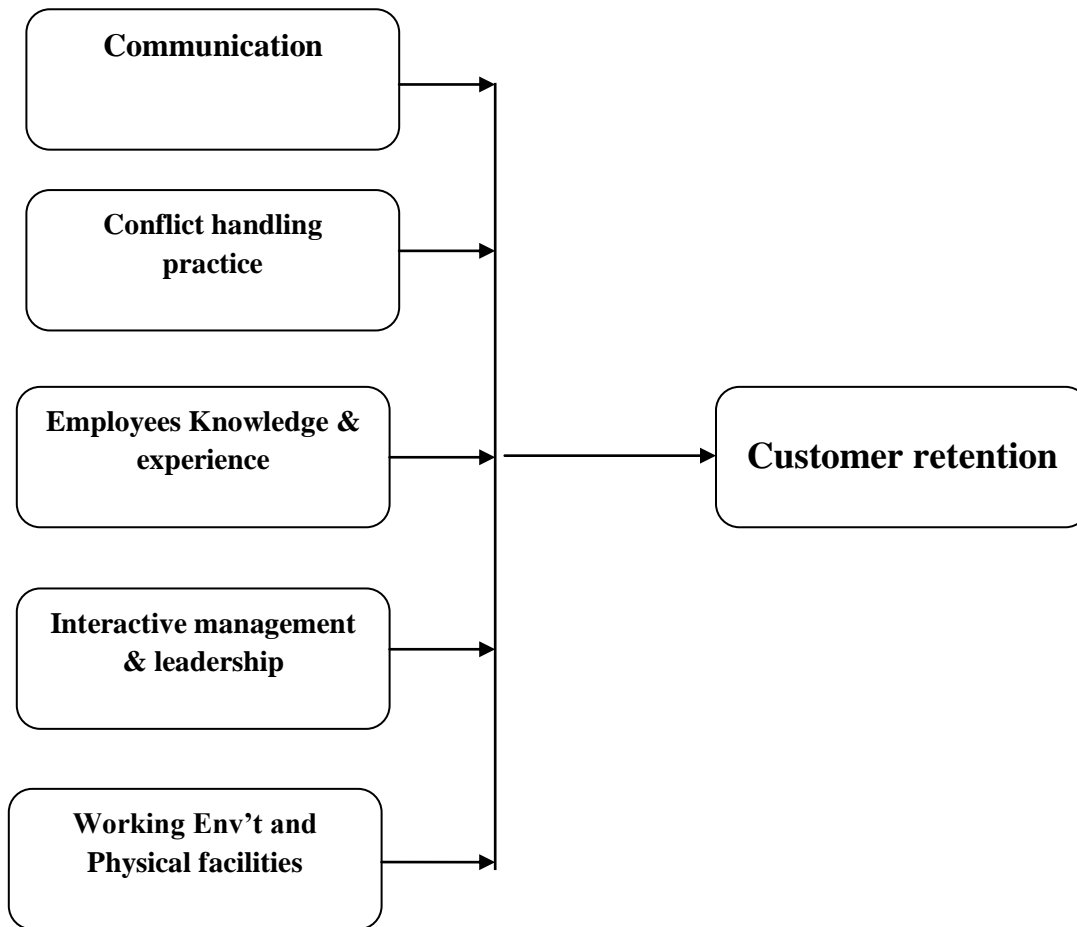 Communication
Conflict handling
practice
Employees Knowledge &
experience
Customer retention
Interactive management
& leadership
Working Env’t and
Physical facilities